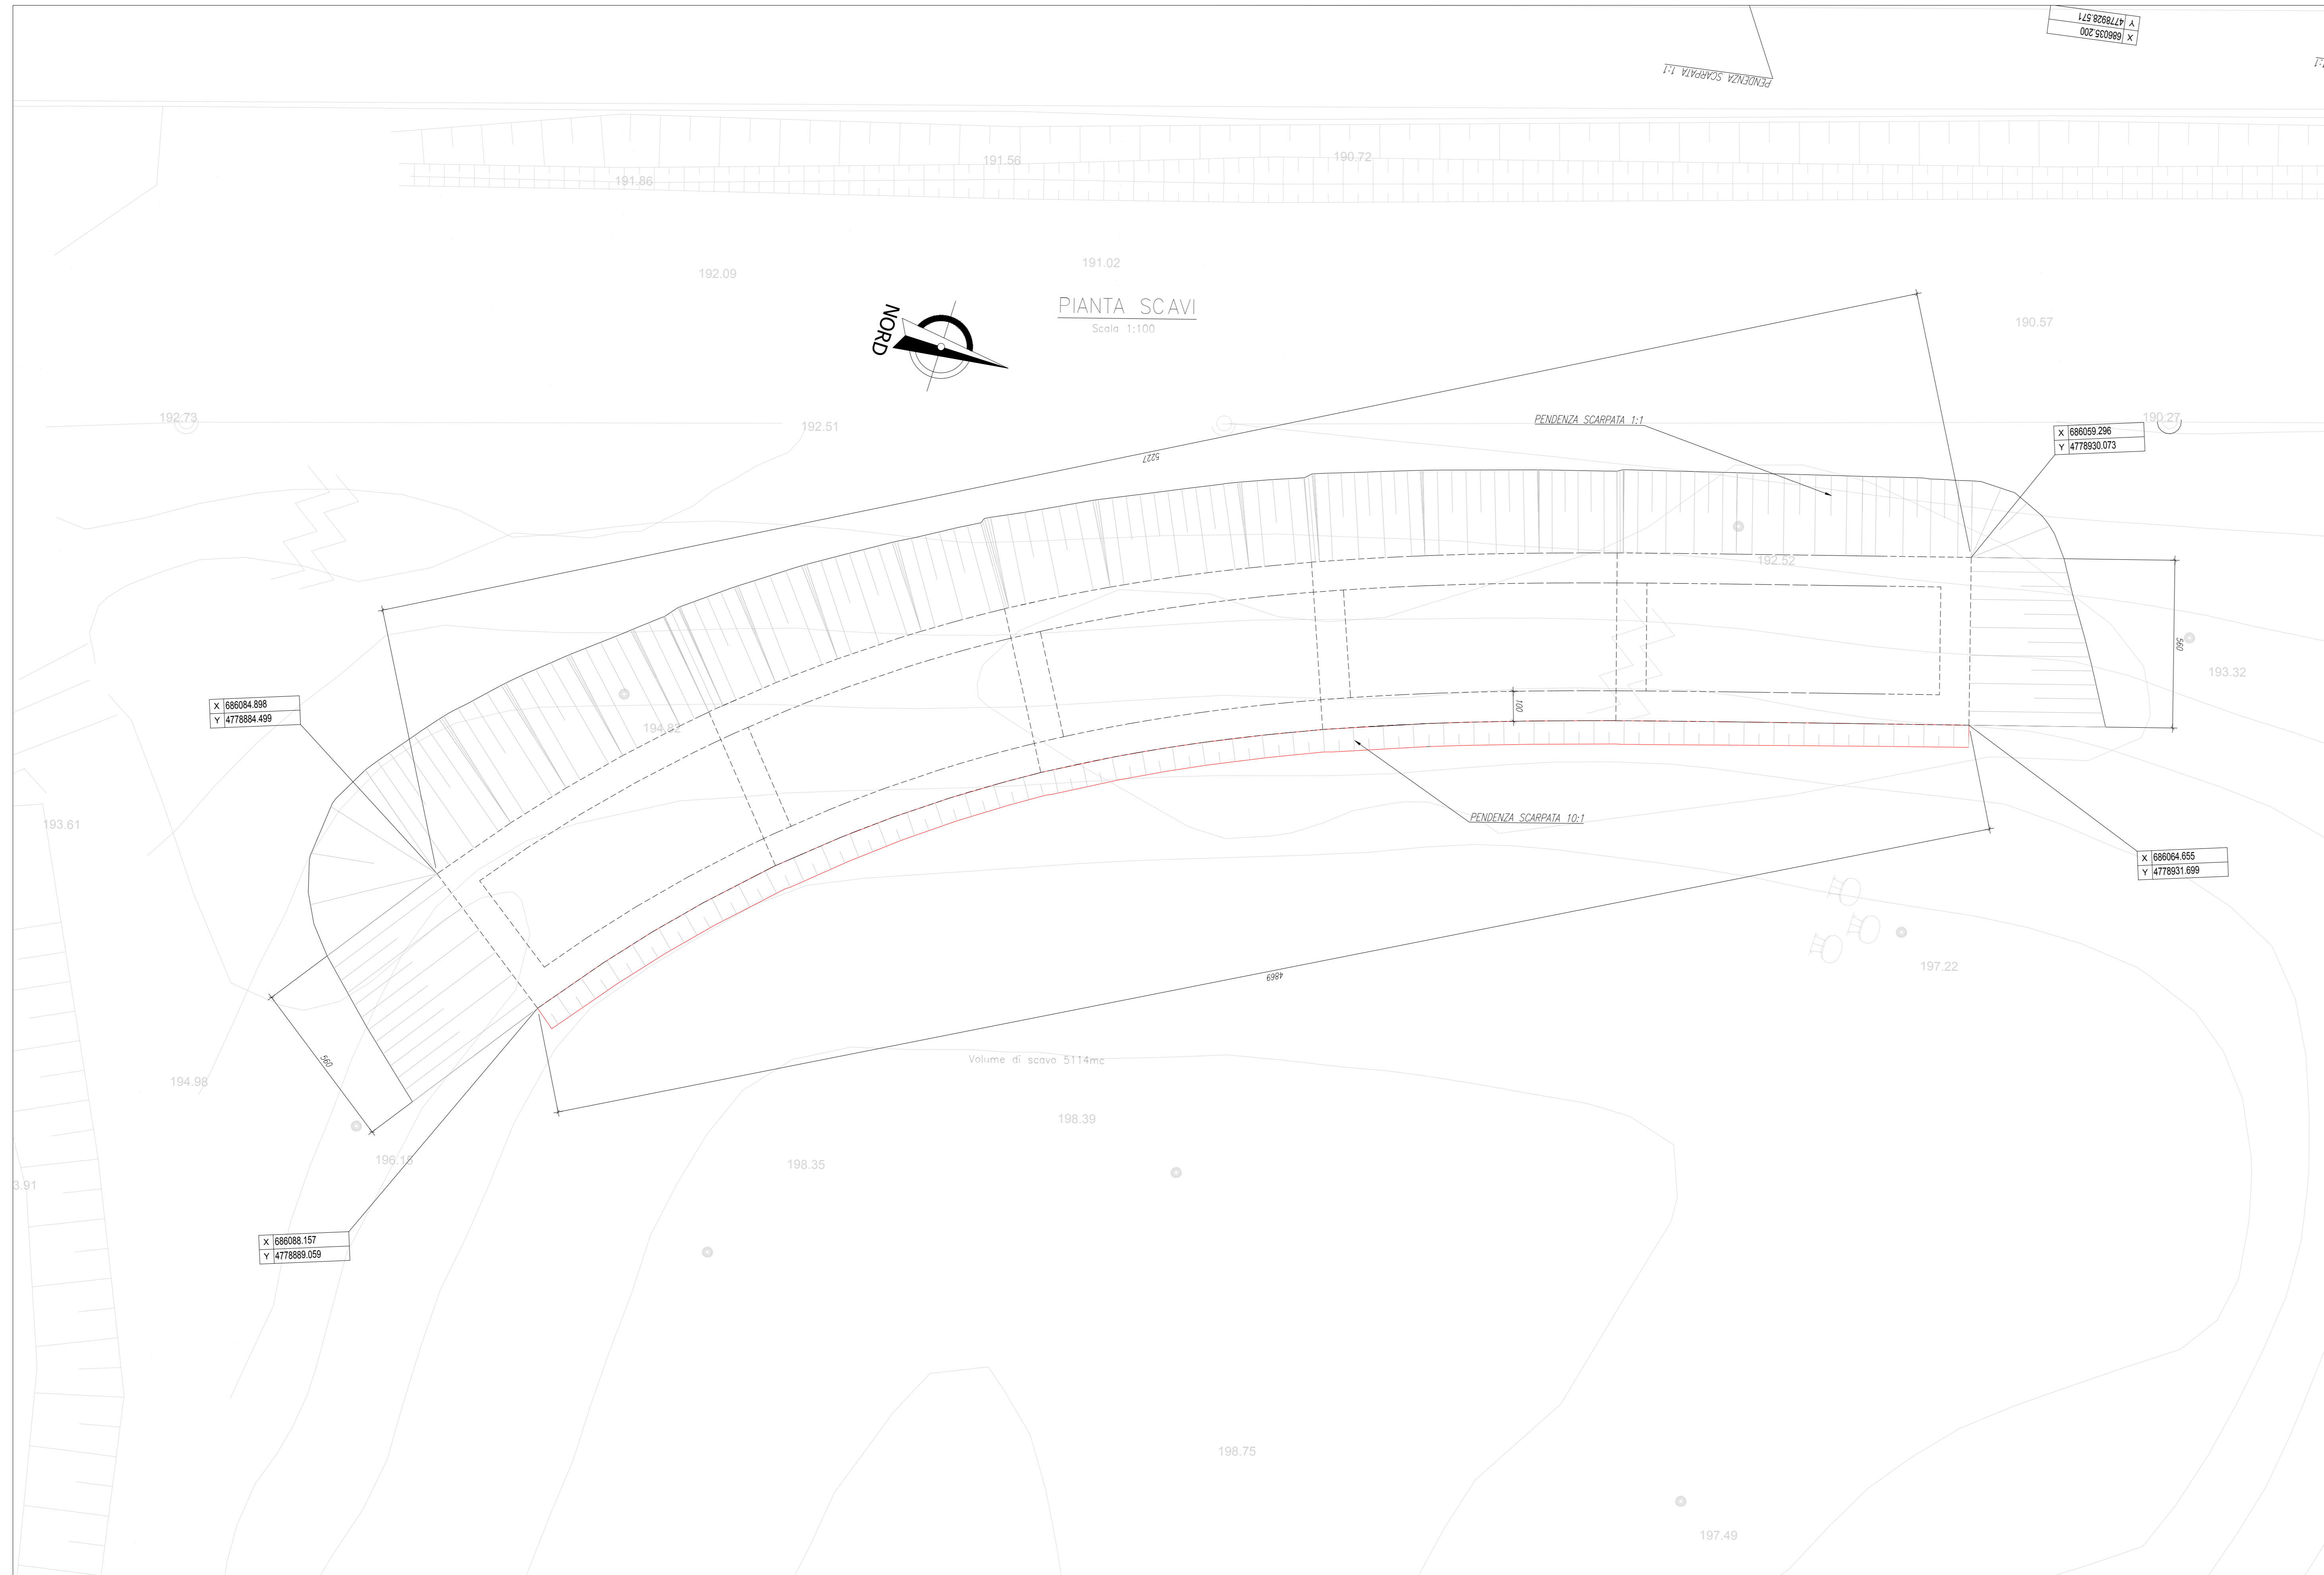 X 686035.200
Y 4778928.571
PENDENZA SCARPATA 1:1
1:1
191.56
190.72
191.86
192.09
191.02
NORD
PIANTA SCAVI
Scala 1:100
190.57
192.73
192.51
PENDENZA SCARPATA 1:1
190.27
X 686059.296
Y 4778930.073
5227
192.52
560
193.32
X 686084.898
Y 4778884.499
194.82
100
193.61
PENDENZA SCARPATA 10:1
X 686064.655
Y 4778931.699
197.22
4869
560
Volume di scavo 5114mc
194.98
198.39
196.15
198.35
3.91
X 686088.157
Y 4778889.059
198.75
197.49